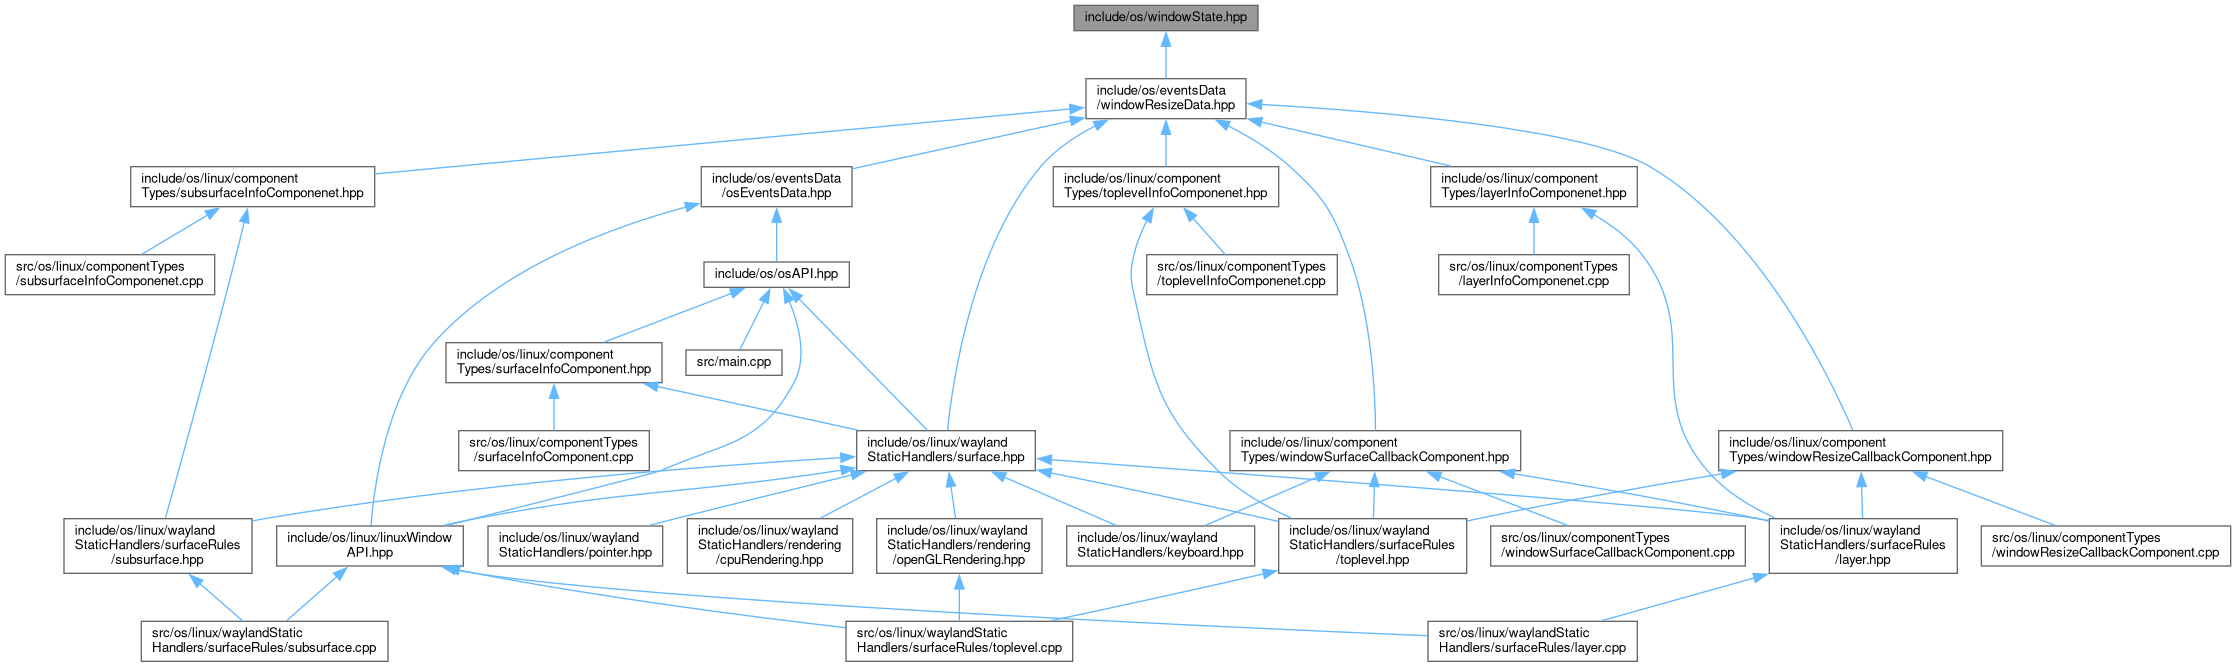 include/os/windowState.hpp
include/os/eventsData
/windowResizeData.hpp
include/os/linux/component
Types/subsurfaceInfoComponenet.hpp
include/os/eventsData
/osEventsData.hpp
include/os/linux/component
Types/toplevelInfoComponenet.hpp
include/os/linux/component
Types/layerInfoComponenet.hpp
src/os/linux/componentTypes
/subsurfaceInfoComponenet.cpp
include/os/osAPI.hpp
src/os/linux/componentTypes
/toplevelInfoComponenet.cpp
src/os/linux/componentTypes
/layerInfoComponenet.cpp
include/os/linux/component
Types/surfaceInfoComponent.hpp
src/main.cpp
src/os/linux/componentTypes
/surfaceInfoComponent.cpp
include/os/linux/wayland
StaticHandlers/surface.hpp
include/os/linux/component
Types/windowSurfaceCallbackComponent.hpp
include/os/linux/component
Types/windowResizeCallbackComponent.hpp
include/os/linux/wayland
StaticHandlers/surfaceRules
/subsurface.hpp
include/os/linux/linuxWindow
API.hpp
include/os/linux/wayland
StaticHandlers/pointer.hpp
include/os/linux/wayland
StaticHandlers/rendering
/cpuRendering.hpp
include/os/linux/wayland
StaticHandlers/rendering
/openGLRendering.hpp
include/os/linux/wayland
StaticHandlers/keyboard.hpp
include/os/linux/wayland
StaticHandlers/surfaceRules
/toplevel.hpp
src/os/linux/componentTypes
/windowSurfaceCallbackComponent.cpp
include/os/linux/wayland
StaticHandlers/surfaceRules
/layer.hpp
src/os/linux/componentTypes
/windowResizeCallbackComponent.cpp
src/os/linux/waylandStatic
Handlers/surfaceRules/subsurface.cpp
src/os/linux/waylandStatic
Handlers/surfaceRules/toplevel.cpp
src/os/linux/waylandStatic
Handlers/surfaceRules/layer.cpp